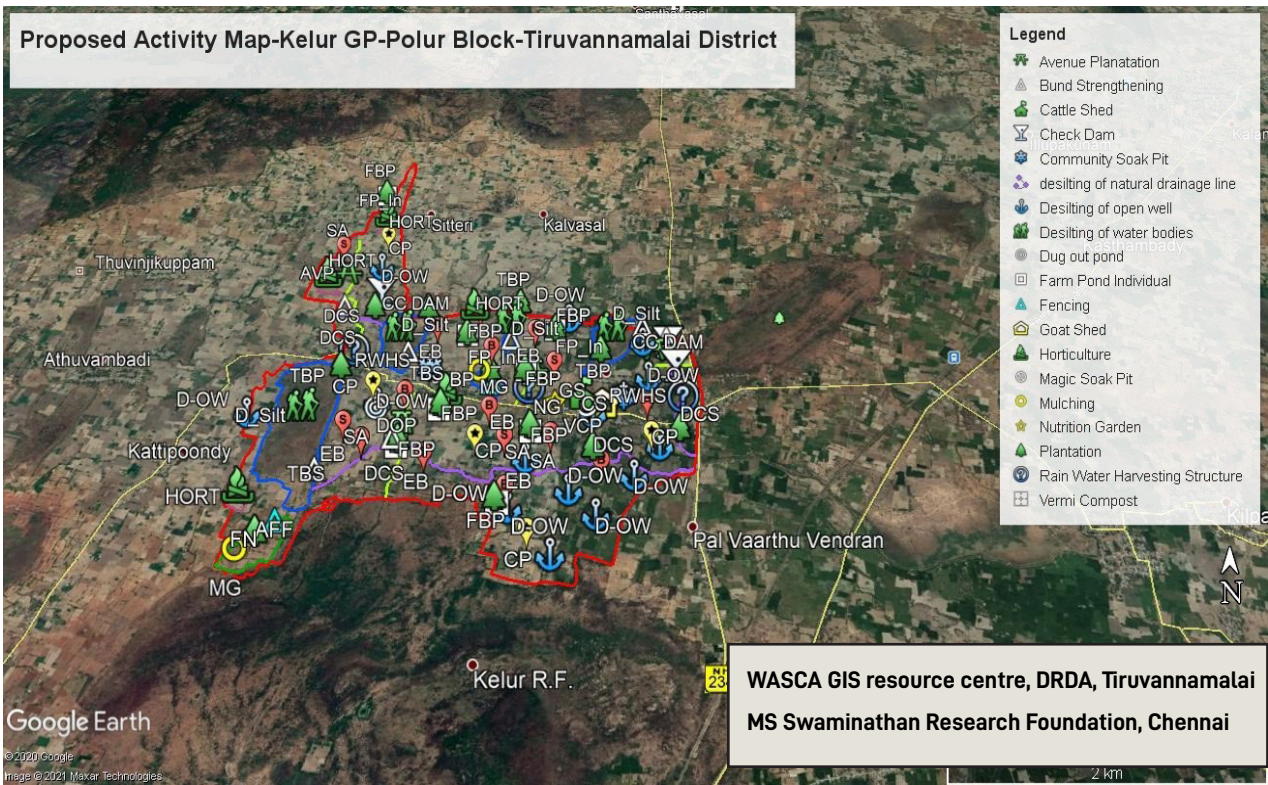 Santhavasal
Proposed Activity Map-Kelur GP-Polur Block-Tiruvannamalai District
Legend
Avenue Planatation
Bund Strengthening
Cattle Shed
Check Dam
Community Soak Pit
desilting of natural drainage line
Desilting of open well
Desilting of water bodies
Dug out pond
Farm Pond Individual
Fencing
Goat Shed
Horticulture
Magic Soak Pit
Mulching
Nutrition Garden
Plantation
Rain Water Harvesting Structure
Vermi Compost
Kasthambady
FBP
FP_In
HORT
Sitteri
Kalvasal
SA
CP
HORT
Thuvinjikuppam
AVP
D-OW
TBP
HORT
D-OW
CC DAM
DCS
D_Silt
FBP
D_Silt
FBP
D_Silt
CC DAM
DCS
RWHS
EB
FP_In
EB
FP_In
Athuvambadi
TBP
CP
TBS
BP
MG
FBP
TBP
D-OW
D-OW
D_Silt
D-OW
FBP
NG
GS
CS
RWHS
DCS
Kattipoondy
SA
DOP
EB
FBP
VCP
CP
EB
FBP
CP
SA
SA
DCS
TBS
DCS
EB
D-OW
D-OW
HORT
D-OW
EB
FBP
D-OW
D-OW
FN
AFF
CP
MG
Pal Vaarthu Vendran
Kelur R.F.
N
WASCA GIS resource centre, DRDA, Tiruvannamalai
MS Swaminathan Research Foundation, Chennai
Google Earth
©2020 Google
Image © 2021 Maxar Technologies
2 km